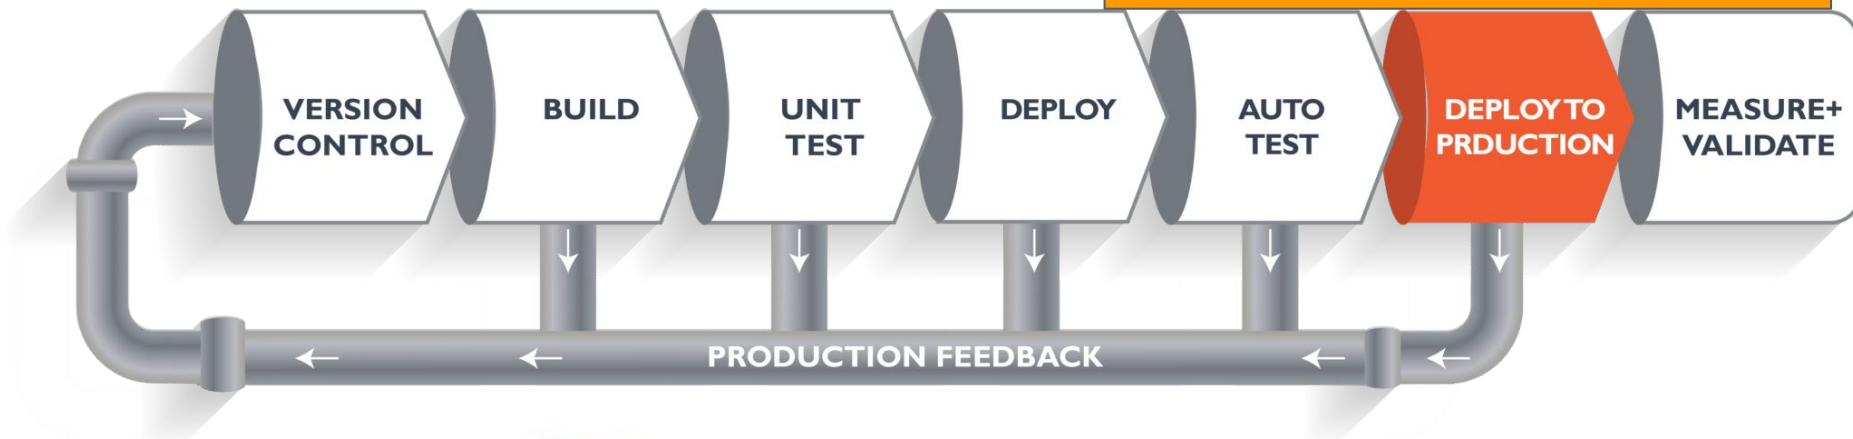 VERSION
CONTROL
BUILD
UNIT
TEST
DEPLOY
AUTO
TEST
DEPLOY TO
PRDUCTION
MEASURE+
VALIDATE
PRODUCTION FEEDBACK